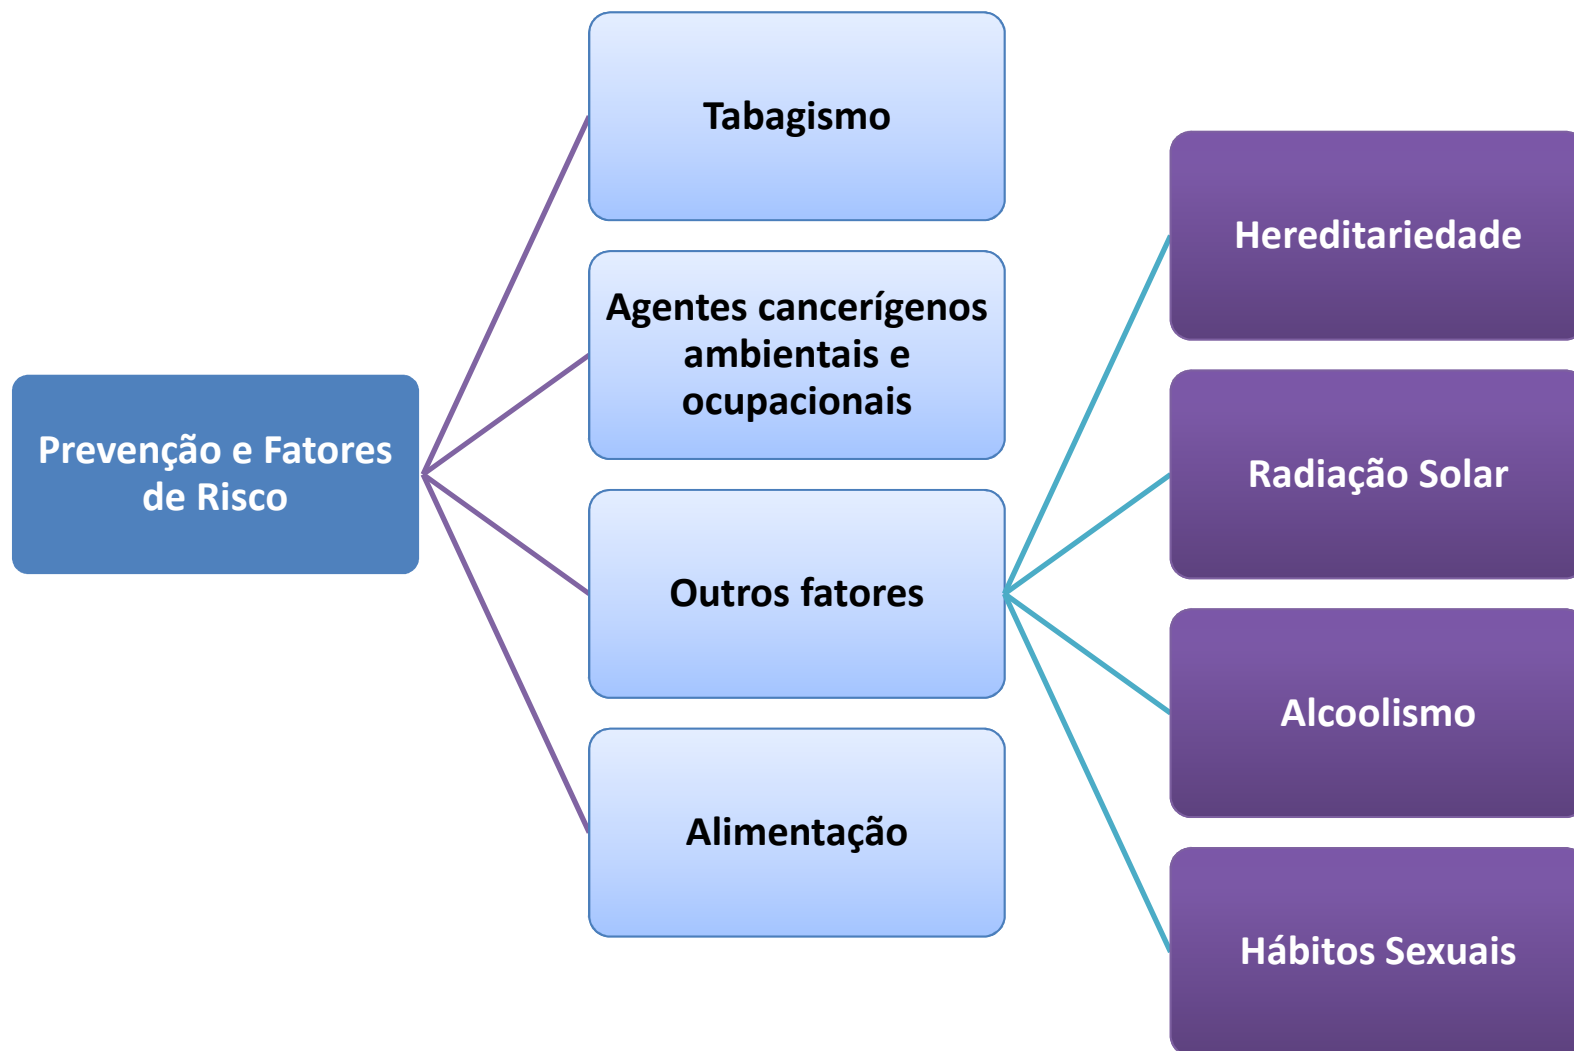 Prevenção e Fatores
de Risco
Tabagismo
Agentes cancerígenos
ambientais e
ocupacionais
Outros fatores
Alimentação
Hereditariedade
Radiação Solar
Alcoolismo
Hábitos Sexuais